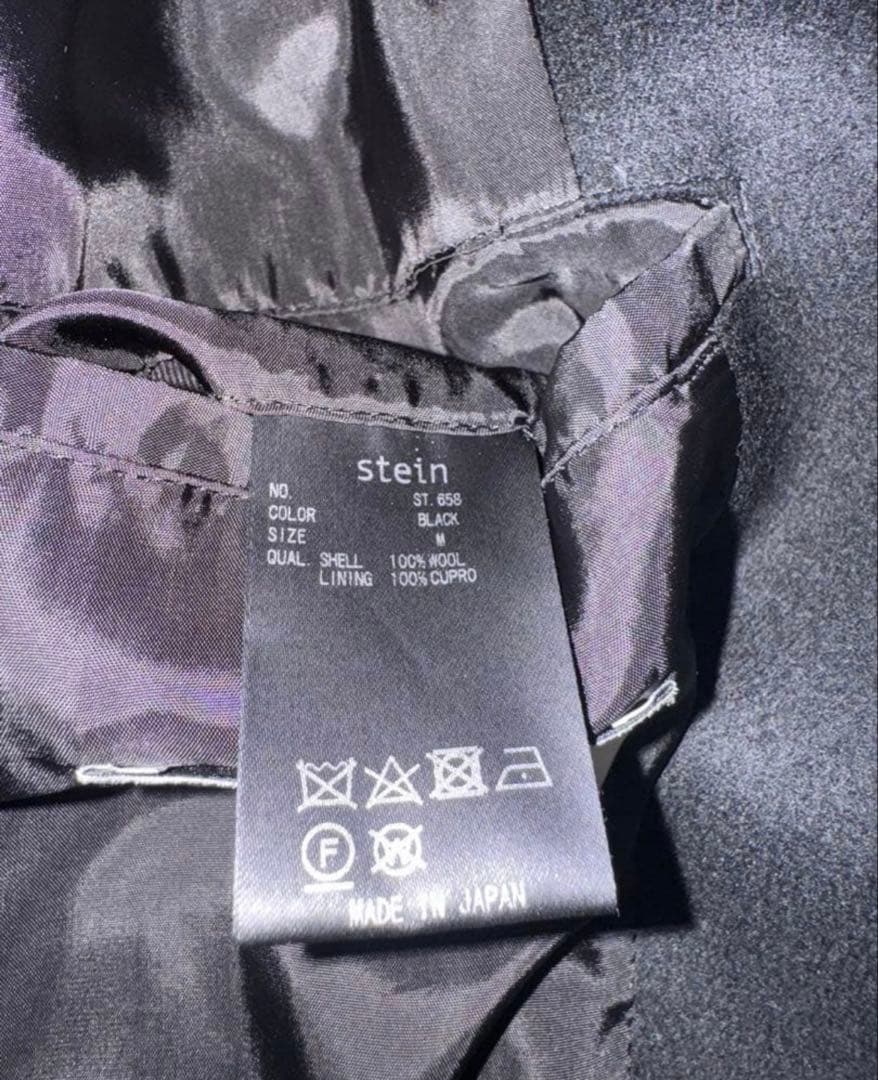 stein
NO. ST. 658
COLOR BLACK
SIZE M
QUAL. SHELL 100% WOOL
LINING 100% CUPRO
F W
MADE IN JAPAN